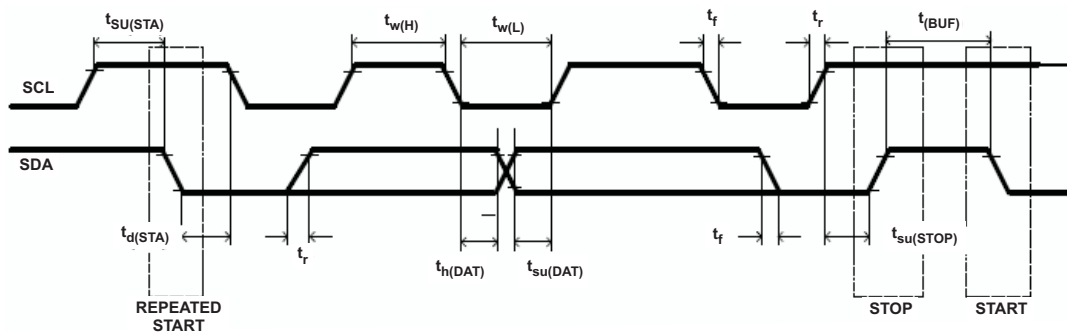 tSU(STA)
tw(H)
tw(L)
tf
tr
t(BUF)
SCL
SDA
td(STA)
tr
th(DAT)
tsu(DAT)
tf
tsu(STOP)
REPEATED
START
STOP
START